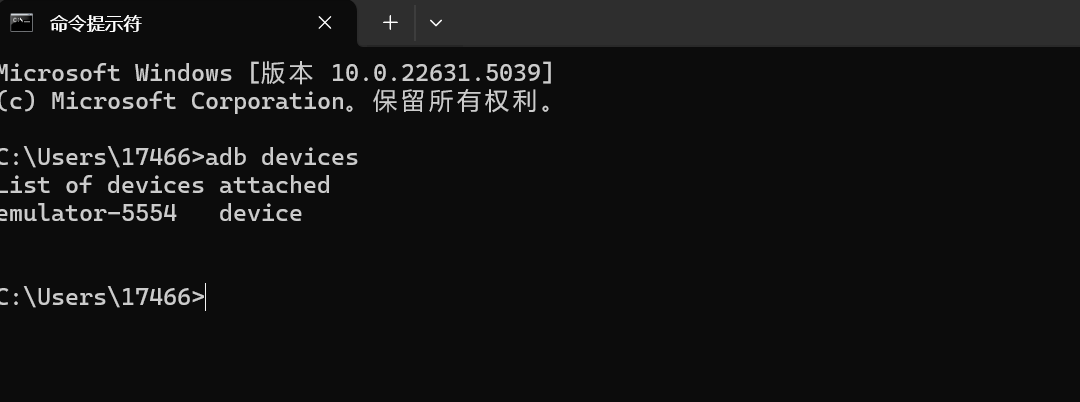 命令提示符
Microsoft Windows [版本 10.0.22631.5039]
(c) Microsoft Corporation。保留所有权利。
C:\Users\17466>adb devices
List of devices attached
emulator-5554 device
C:\Users\17466>